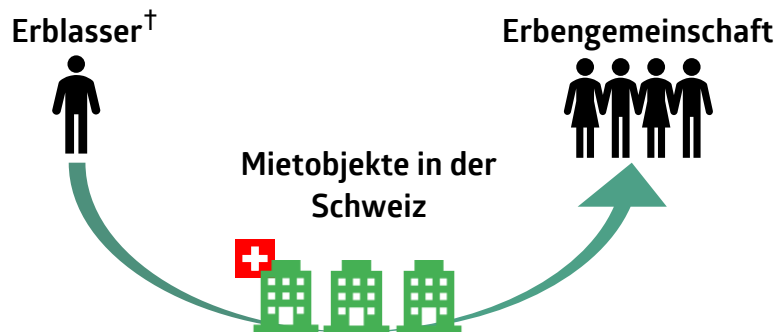 Erblasser†
Erbengemeinschaft
Mietobjekte in der
Schweiz